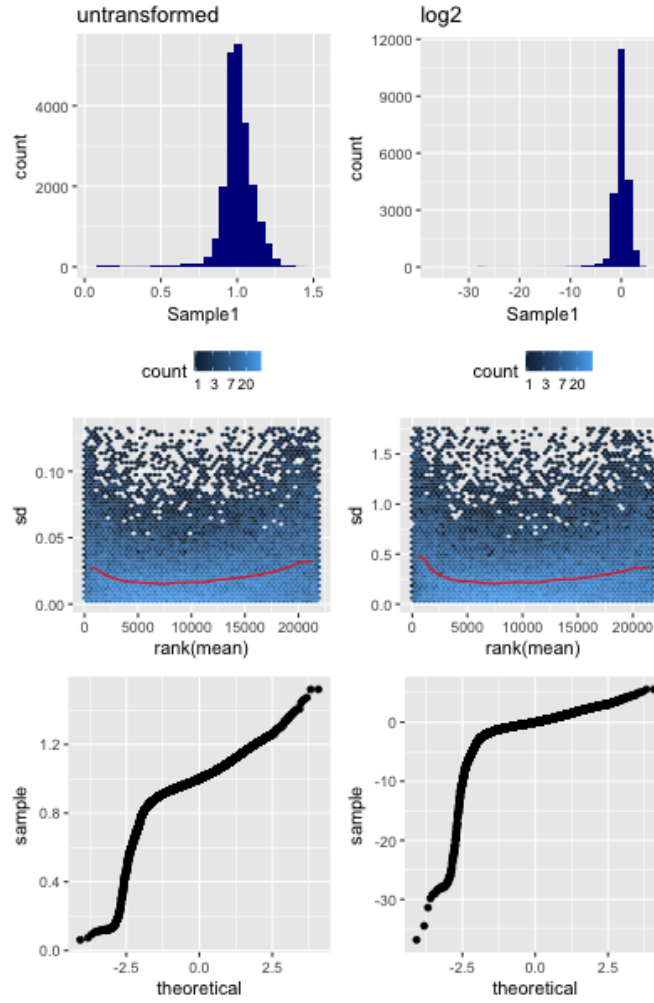 untransformed
log2
count
6000
4000
2000
0
0.0 0.5 1.0 1.5
Sample1
count
12000
9000
6000
3000
0
-30 -20 -10 0
Sample1
count
1 3 7 20
count
1 3 7 20
sd
0.10
0.05
0.00
0 5000 10000 15000 20000
rank(mean)
sd
1.5
1.0
0.5
0.0
0 5000 10000 15000 20000
rank(mean)
sample
1.2
0.8
0.4
0.0
-2.5 0.0 2.5
theoretical
sample
0
-10
-20
-30
-2.5 0.0 2.5
theoretical